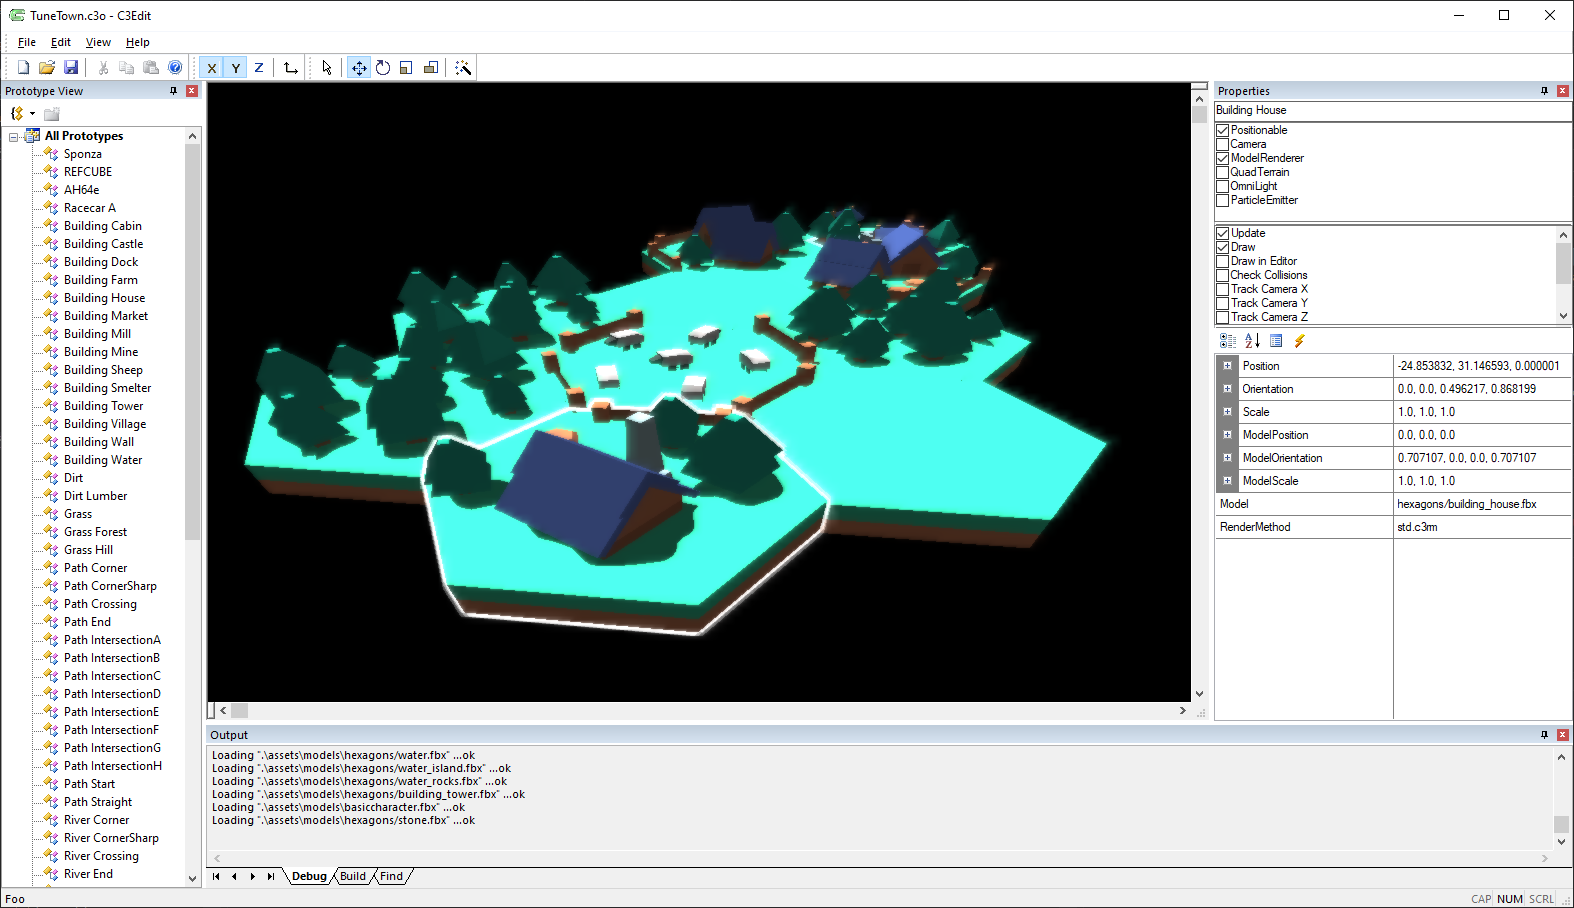 TuneTown.c3o - C3Edit
File Edit View Help
X Y Z
Prototype View
All Prototypes
Sponza
REFCUBE
AH64e
Racecar A
Building Cabin
Building Castle
Building Dock
Building Farm
Building House
Building Market
Building Mill
Building Mine
Building Sheep
Building Smelter
Building Tower
Building Village
Building Wall
Building Water
Dirt
Dirt Lumber
Grass
Grass Forest
Grass Hill
Path Corner
Path CornerSharp
Path Crossing
Path End
Path IntersectionA
Path IntersectionB
Path IntersectionC
Path IntersectionD
Path IntersectionE
Path IntersectionF
Path IntersectionG
Path IntersectionH
Path Start
Path Straight
River Corner
River CornerSharp
River Crossing
River End
Properties
Building House
Positionable
Camera
ModelRenderer
QuadTerrain
OmniLight
ParticleEmitter
Update
Draw
Draw in Editor
Check Collisions
Track Camera X
Track Camera Y
Track Camera Z
Position -24.853832, 31.146593, 0.000001
Orientation 0.0, 0.0, 0.496217, 0.868199
Scale 1.0, 1.0, 1.0
ModelPosition 0.0, 0.0, 0.0
ModelOrientation 0.707107, 0.0, 0.0, 0.707107
ModelScale 1.0, 1.0, 1.0
Model hexagons/building_house.fbx
RenderMethod std.c3rm
Output
Loading ".\assets\models\hexagons/water.fbx" ...ok
Loading ".\assets\models\hexagons/water_island.fbx" ...ok
Loading ".\assets\models\hexagons/water_rocks.fbx" ...ok
Loading ".\assets\models\hexagons/building_tower.fbx" ...ok
Loading ".\assets\models\basiccharacter.fbx" ...ok
Loading ".\assets\models\hexagons/stone.fbx" ...ok
Debug Build Find
Foo
CAP NUM SCRL